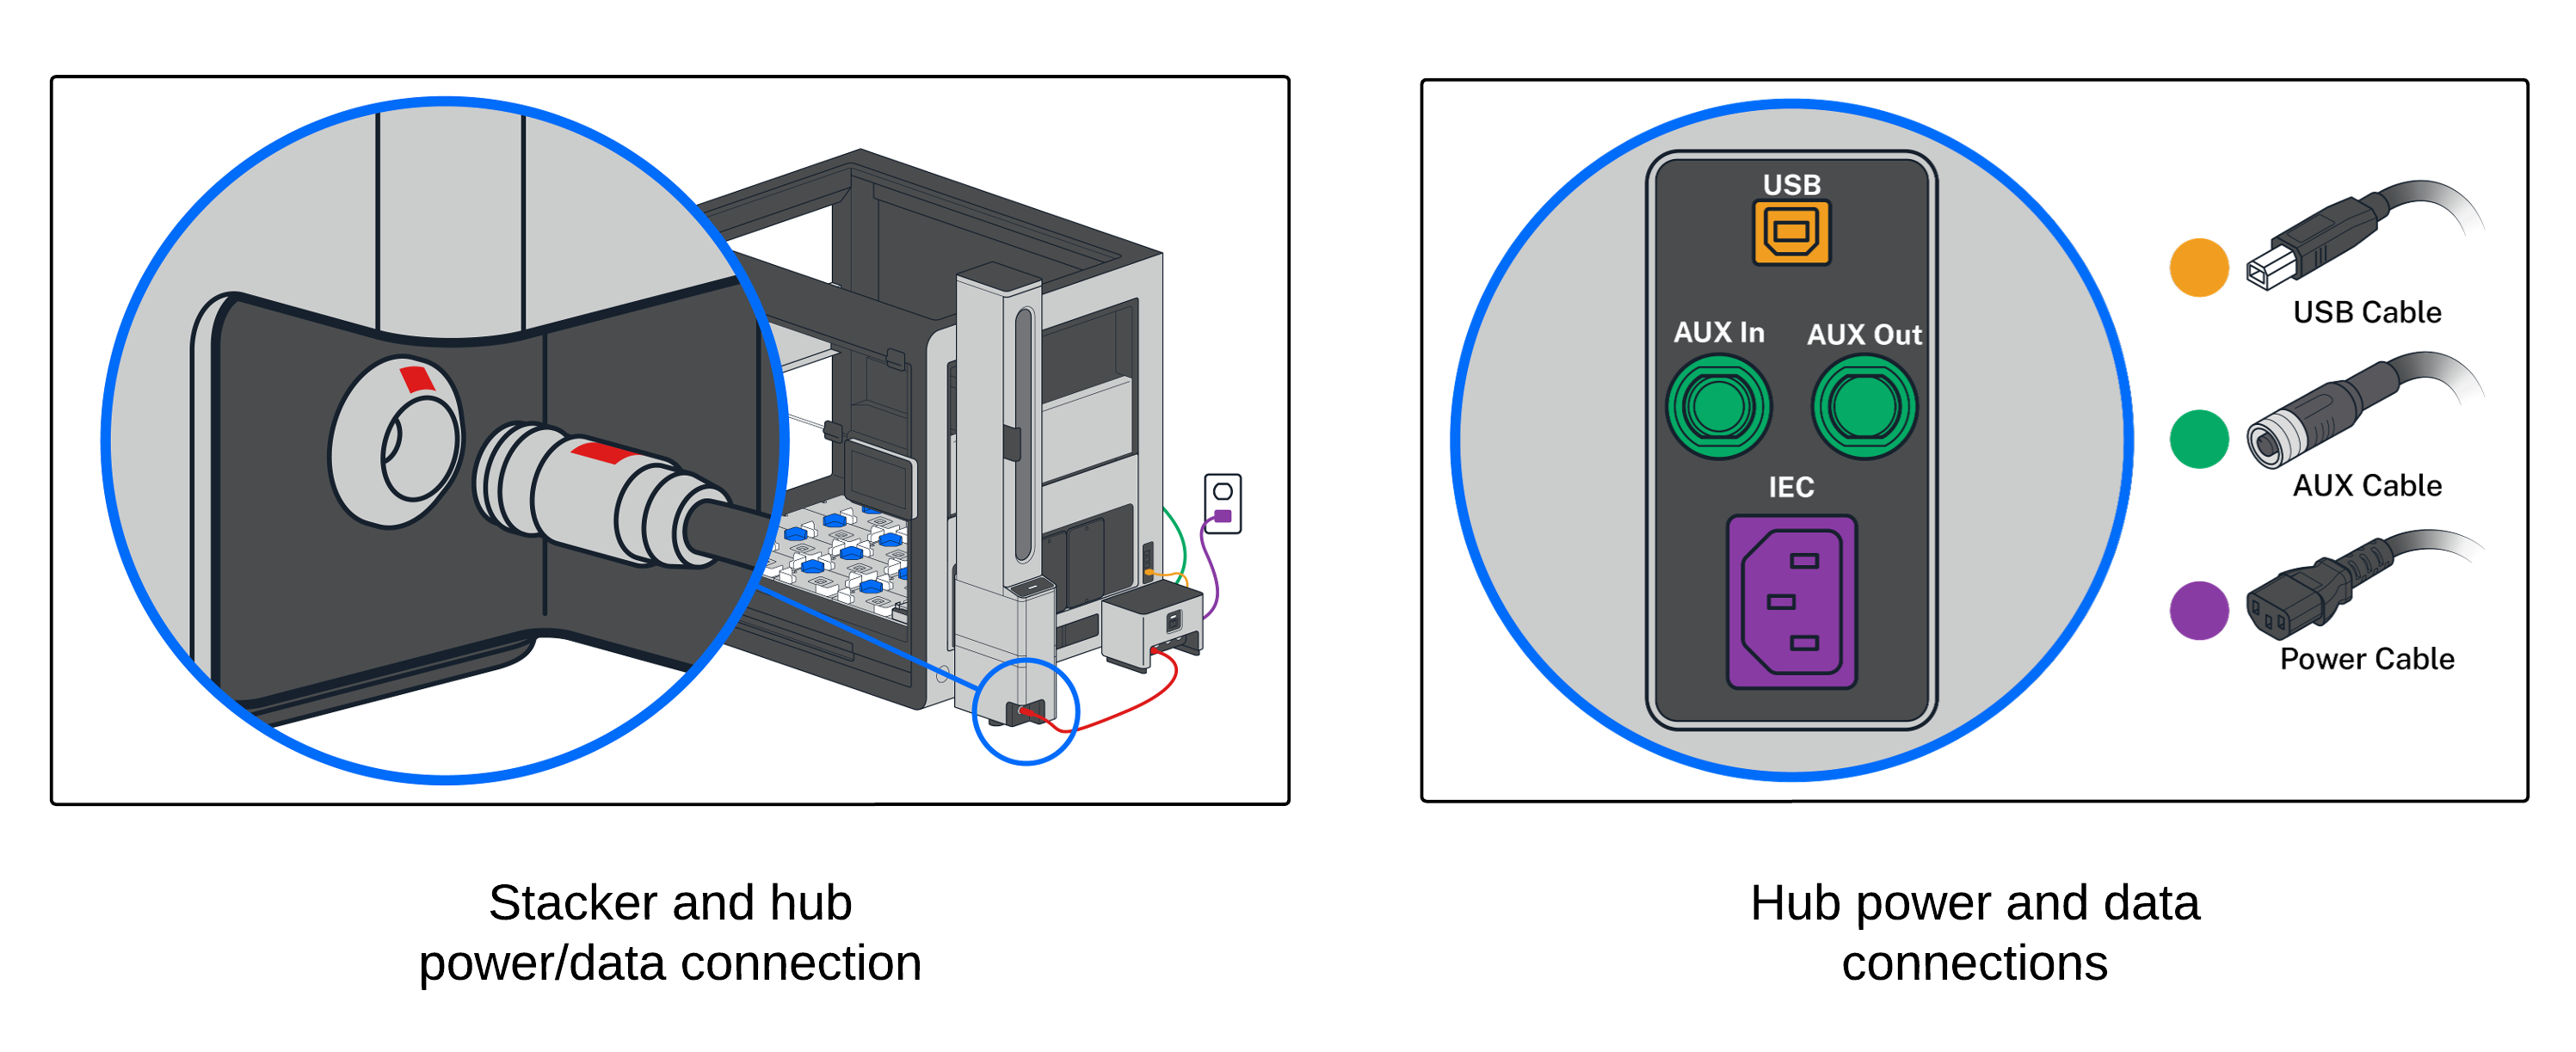 USB
AUX In
AUX Out
IEC
USB Cable
AUX Cable
Power Cable
Stacker and hub
power/data connection
Hub power and data
connections